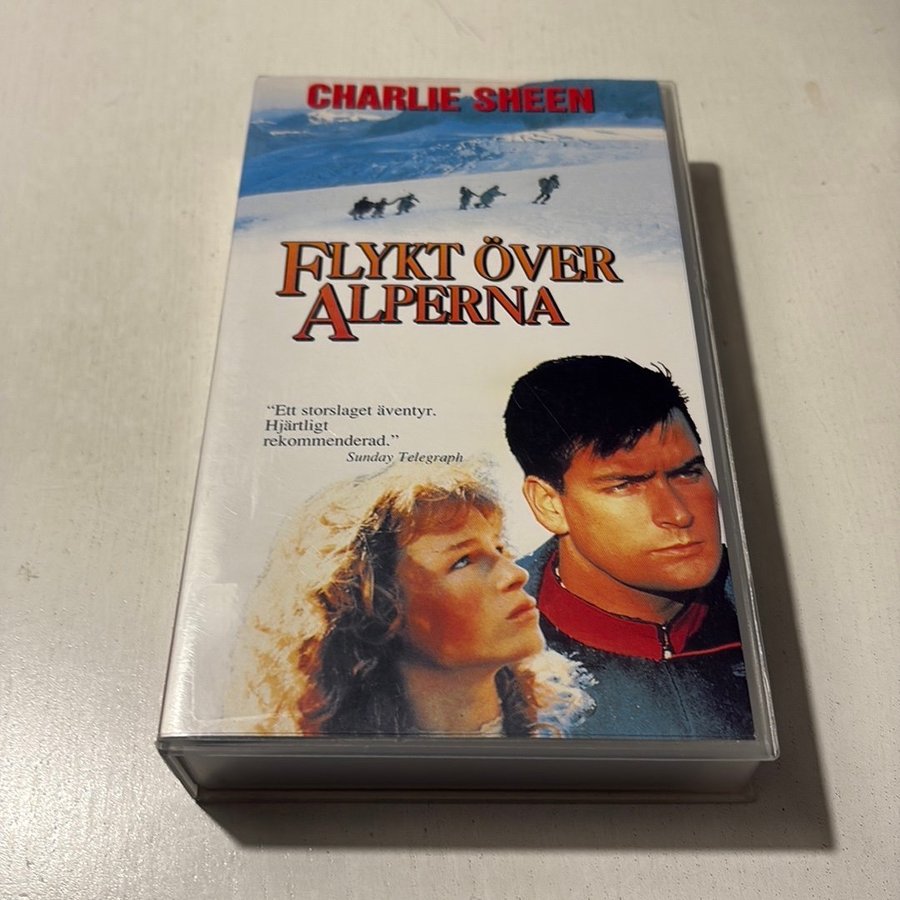 CHARLIE SHEEN
FLYKT ÖVER
ALPERNA
“Ett storslaget äventyr.
Hjärtligt
rekommenderad.”
Sunday Telegraph